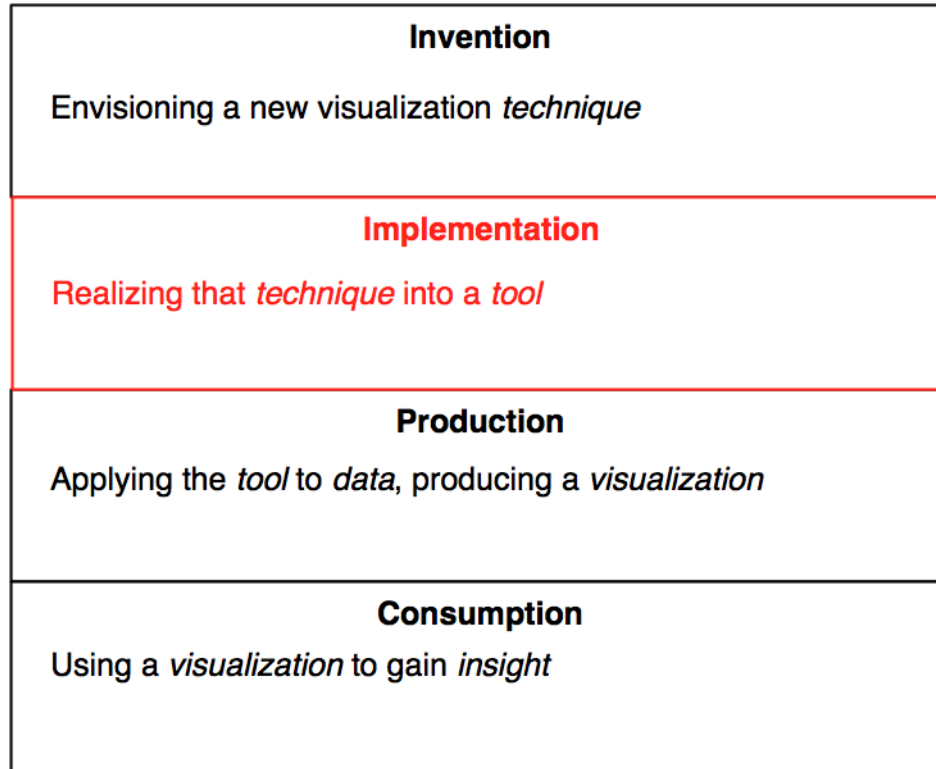 Invention
Envisioning a new visualization technique
Implementation
Realizing that technique into a tool
Production
Applying the tool to data, producing a visualization
Consumption
Using a visualization to gain insight